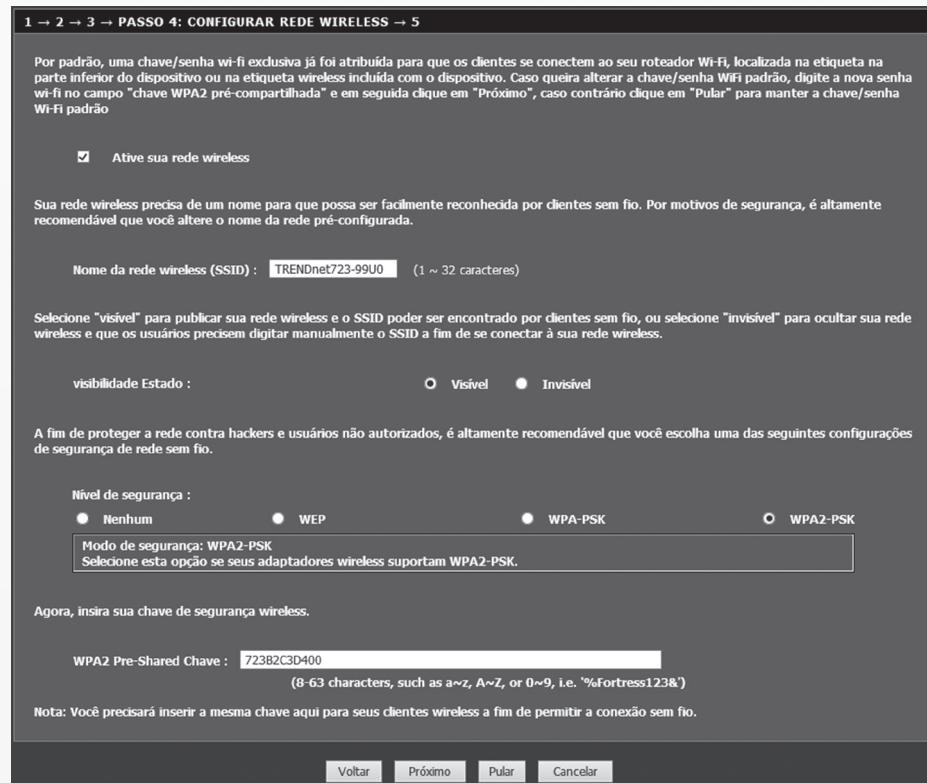 1 → 2 → 3 → PASSO 4: CONFIGURAR REDE WIRELESS → 5
Por padrão, uma chave/senha wi-fi exclusiva já foi atribuída para que os clientes se conectem ao seu roteador Wi-Fi, localizada na etiqueta na
parte inferior do dispositivo ou na etiqueta wireless incluída com o dispositivo. Caso queira alterar a chave/senha WiFi padrão, digite a nova senha
wi-fi no campo "chave WPA2 pré-compartilhada" e em seguida clique em "Próximo", caso contrário clique em "Pular" para manter a chave/senha
Wi-Fi padrão
Ative sua rede wireless
Sua rede wireless precisa de um nome para que possa ser facilmente reconhecida por clientes sem fio. Por motivos de segurança, é altamente
recomendável que você altere o nome da rede pré-configurada.
Nome da rede wireless (SSID) : TRENDnet723-99U0 (1 ~ 32 caracteres)
Selecione "visível" para publicar sua rede wireless e o SSID poder ser encontrado por clientes sem fio, ou selecione "invisível" para ocultar sua rede
wireless e que os usuários precisem digitar manualmente o SSID a fim de se conectar à sua rede wireless.
visibilidade Estado : Visível Invisível
A fim de proteger a rede contra hackers e usuários não autorizados, é altamente recomendável que você escolha uma das seguintes configurações
de segurança de rede sem fio.
Nível de segurança :
Nenhum WEP WPA-PSK WPA2-PSK
Modo de segurança: WPA2-PSK
Selecione esta opção se seus adaptadores wireless suportam WPA2-PSK.
Agora, insira sua chave de segurança wireless.
WPA2 Pre-Shared Chave : 723B2C3D400
(8-63 characters, such as a~z, A~Z, or 0~9, i.e. '%Fortress123&')
Nota: Você precisará inserir a mesma chave aqui para seus clientes wireless a fim de permitir a conexão sem fio.
Voltar Próximo Pular Cancelar